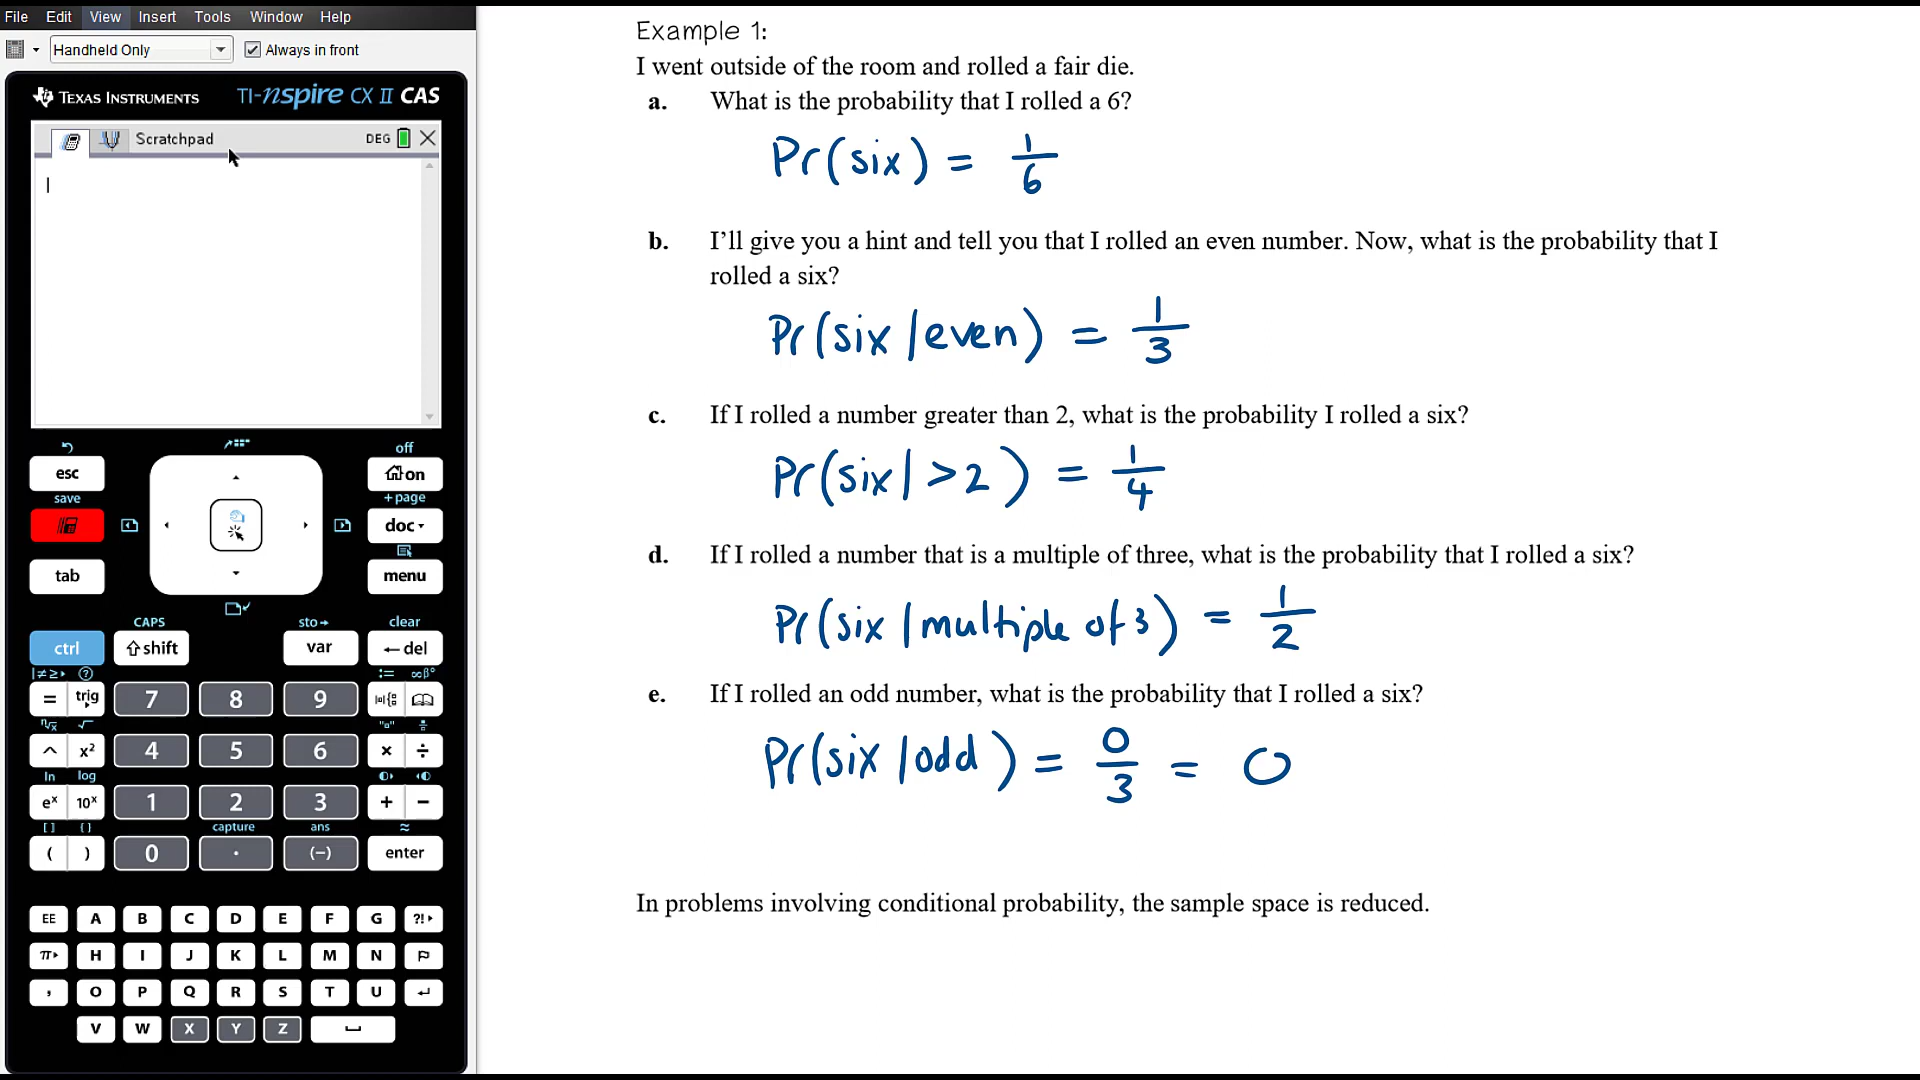 File Edit View Insert Tools Window Help
Handheld Only Always in front
TEXAS INSTRUMENTS TI-nspire CX II CAS
Scratchpad DEG
off
esc on
save + page
doc
tab menu
CAPS sto→ clear
ctrl ⇧shift var ←del
|≠≥▸ ? := ∞β°
= trig 7 8 9
ⁿ√x √ "□"
^ x² 4 5 6 × ÷
ln log
eˣ 10ˣ 1 2 3 + −
[ ] { } capture ans ≈
( ) 0 . (−) enter
EE A B C D E F G ?!▸
π▸ H I J K L M N
, O P Q R S T U ↵
V W X Y Z
Example 1:
I went outside of the room and rolled a fair die.
a. What is the probability that I rolled a 6?
Pr(six) = 1/6
b. I’ll give you a hint and tell you that I rolled an even number. Now, what is the probability that I
rolled a six?
Pr(six | even) = 1/3
c. If I rolled a number greater than 2, what is the probability I rolled a six?
Pr(six | >2) = 1/4
d. If I rolled a number that is a multiple of three, what is the probability that I rolled a six?
Pr(six | multiple of 3) = 1/2
e. If I rolled an odd number, what is the probability that I rolled a six?
Pr(six | odd) = 0/3 = 0
In problems involving conditional probability, the sample space is reduced.